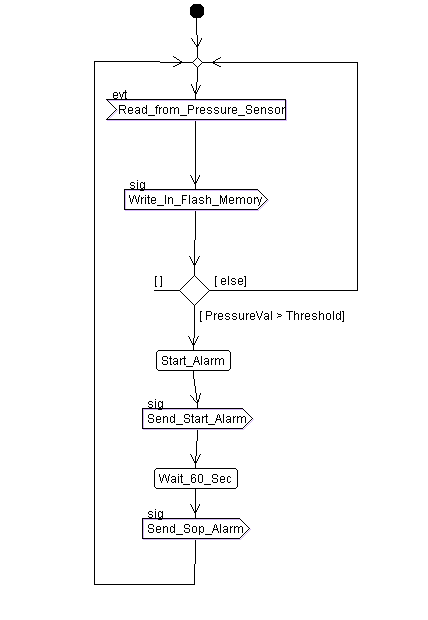 evt
Read_from_Pressure_Sensor
sig
Write_In_Flash_Memory
[ ]
[ else]
[ PressureVal > Threshold]
Start_Alarm
sig
Send_Start_Alarm
Wait_60_Sec
sig
Send_Sop_Alarm